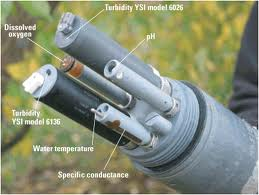 Turbidity YSI model 6026
Dissolved
oxygen
pH
Turbidity
YSI model 6136
Water temperature
Specific conductance